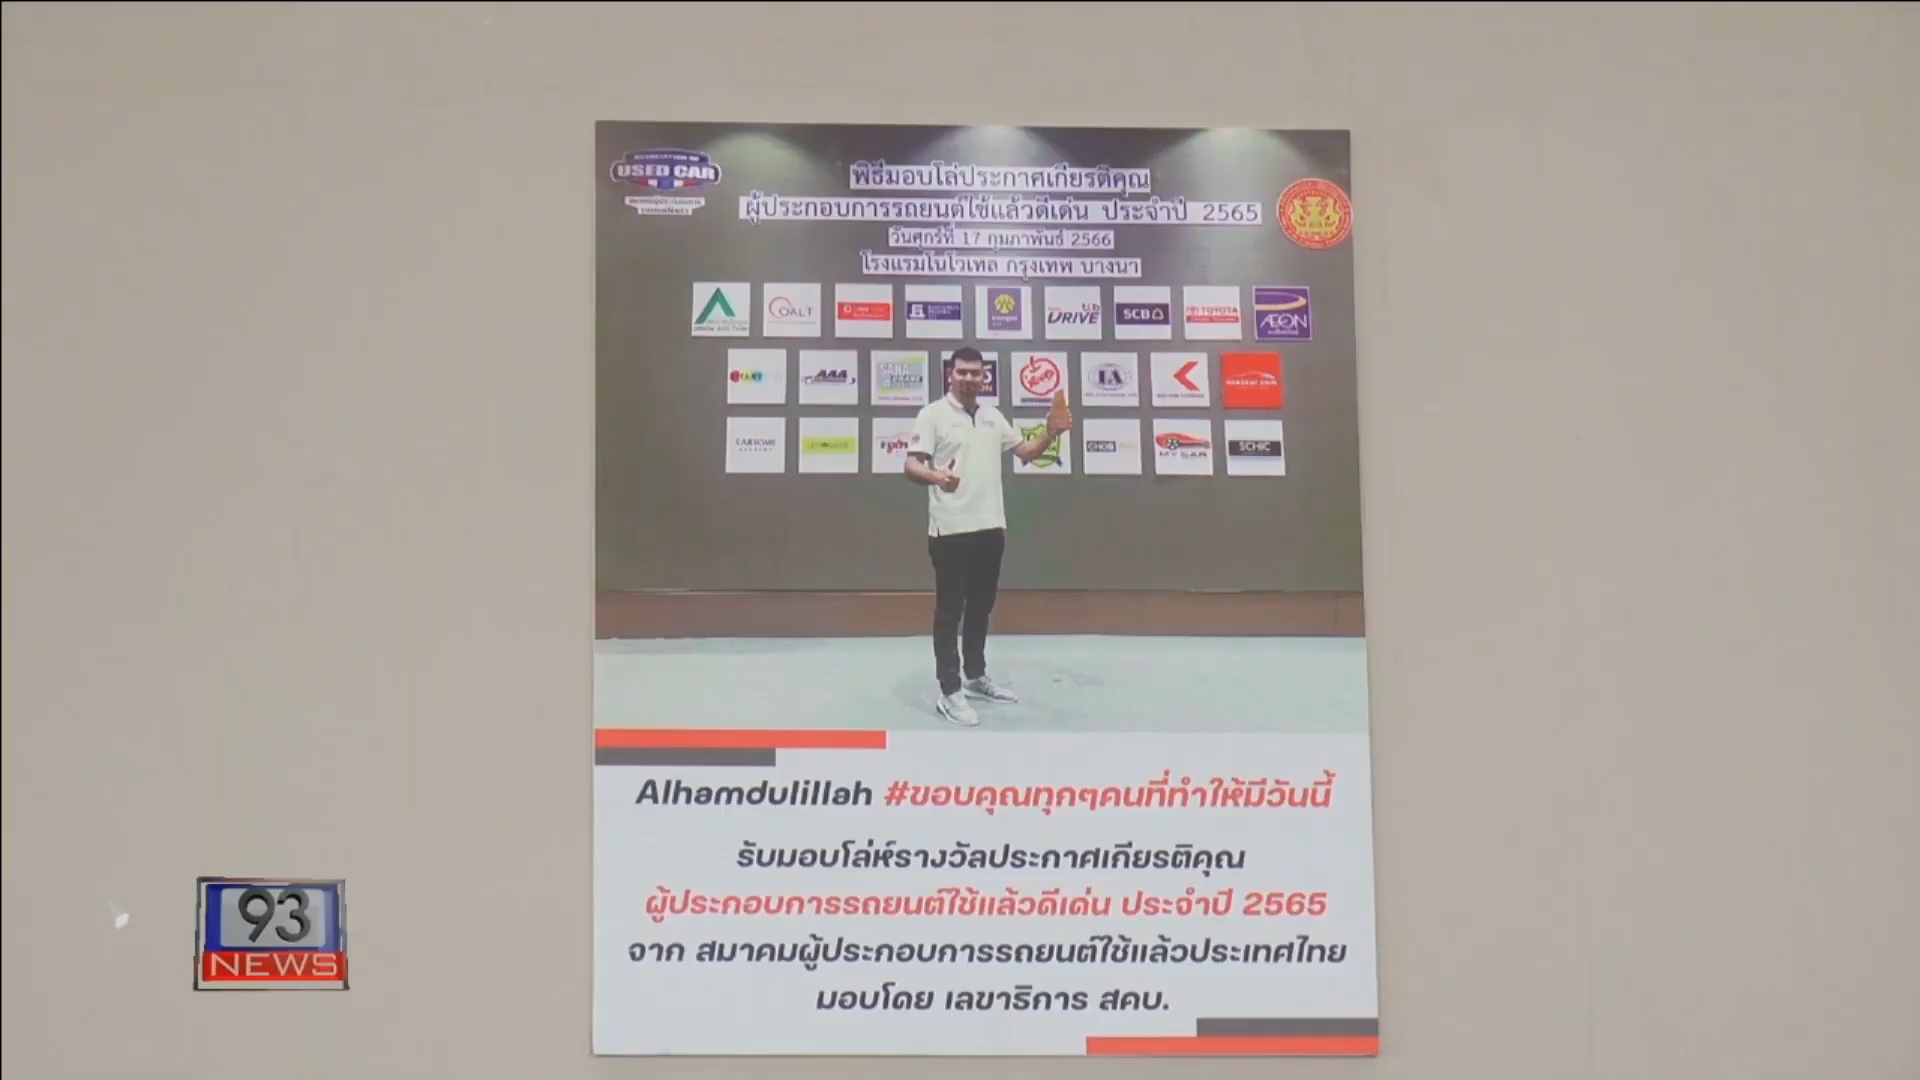 ASSOCIATION OF
USED CAR
พิธีมอบโล่ประกาศเกียรติคุณ
ผู้ประกอบการรถยนต์ใช้แล้วดีเด่น ประจำปี 2565
วันศุกร์ที่ 17 กุมภาพันธ์ 2566
โรงแรมโนโวเทล กรุงเทพ บางนา
UNION AUCTION
OALT
DRIVE
SCB
TOYOTA
ÆON
AAA
IA
one2car.com
CARSOME
CHOB
MY CAR
SCHIC
Alhamdulillah #ขอบคุณทุกๆคนที่ทำให้มีวันนี้
รับมอบโล่ห์รางวัลประกาศเกียรติคุณ
ผู้ประกอบการรถยนต์ใช้แล้วดีเด่น ประจำปี 2565
จาก สมาคมผู้ประกอบการรถยนต์ใช้แล้วประเทศไทย
มอบโดย เลขาธิการ สคบ.
93
NEWS